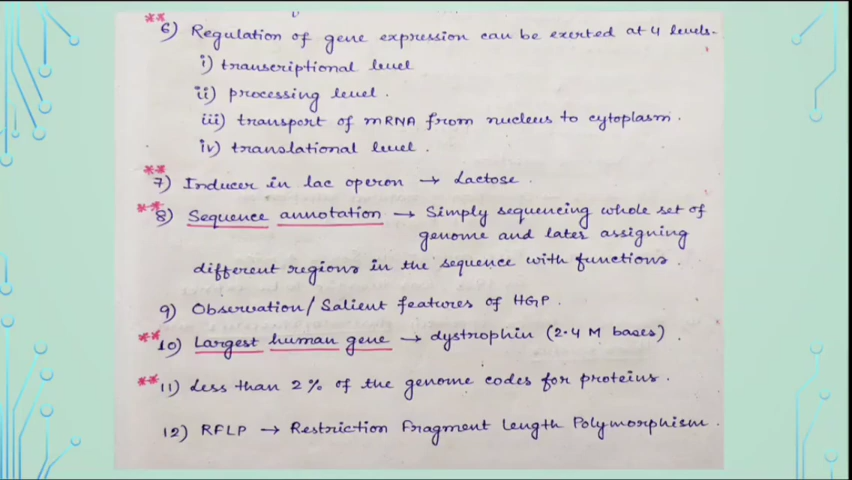 ** 6) Regulation of gene expression can be exerted at 4 levels.
i) transcriptional level
ii) processing level.
iii) transport of mRNA from nucleus to cytoplasm.
iv) translational level.
** 7) Inducer in lac operon → Lactose.
** 8) Sequence annotation → Simply sequencing whole set of
genome and later assigning
different regions in the sequence with functions.
9) Observation/Salient features of HGP.
** 10) Largest human gene → dystrophin (2.4 M bases).
** 11) Less than 2% of the genome codes for proteins.
12) RFLP → Restriction Fragment Length Polymorphism.